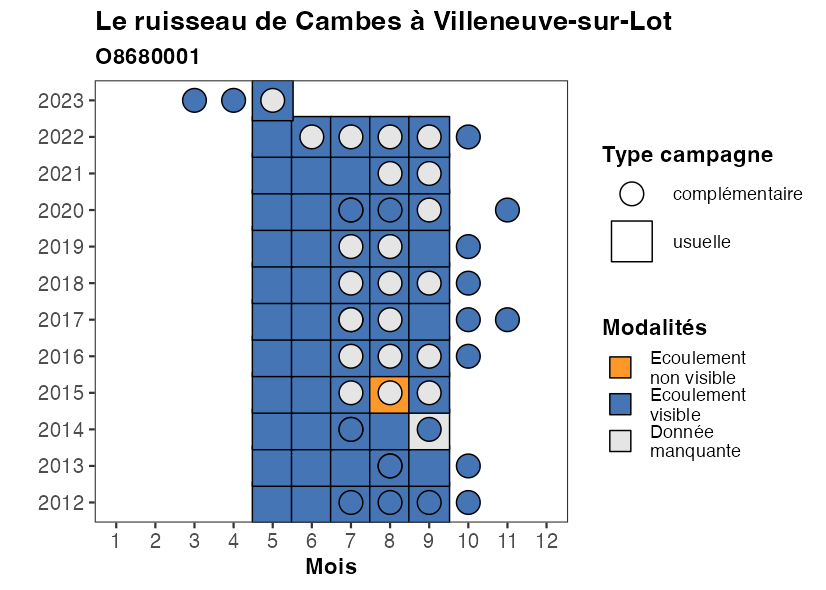 Le ruisseau de Cambes à Villeneuve-sur-Lot
O8680001
2023
2022
2021
2020
2019
2018
2017
2016
2015
2014
2013
2012
1 2 3 4 5 6 7 8 9 10 11 12
Mois
Type campagne
complémentaire
usuelle
Modalités
Ecoulement
non visible
Ecoulement
visible
Donnée
manquante